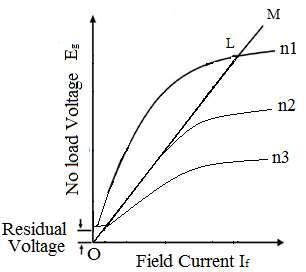 M
L
n1
n2
n3
No load Voltage Eg
Residual
Voltage
O
Field Current If